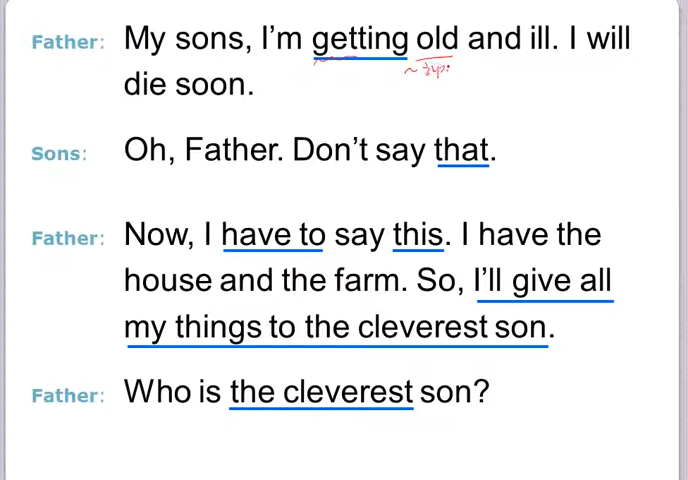 Father: My sons, I'm getting old and ill. I will
die soon.
Sons: Oh, Father. Don't say that.
Father: Now, I have to say this. I have the
house and the farm. So, I'll give all
my things to the cleverest son.
Father: Who is the cleverest son?